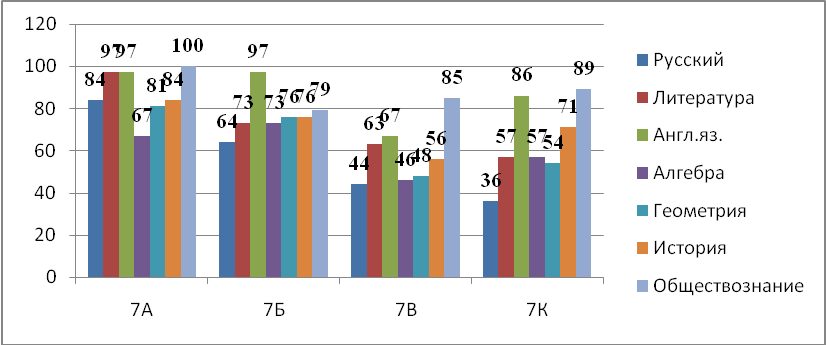 120
100
80
60
40
20
0
84 97 97 67 81 84 100
64 73 97 73 76 76 79
44 63 67 46 48 56 85
36 57 86 57 54 71 89
7А 7Б 7В 7К
Русский
Литература
Англ.яз.
Алгебра
Геометрия
История
Обществознание